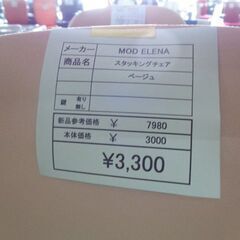 メーカー MOD ELENA
商品名 スタッキングチェア
ベージュ
鍵 有り
無し
新品参考価格 ￥ 7980
本体価格 ￥ 3000
￥3,300